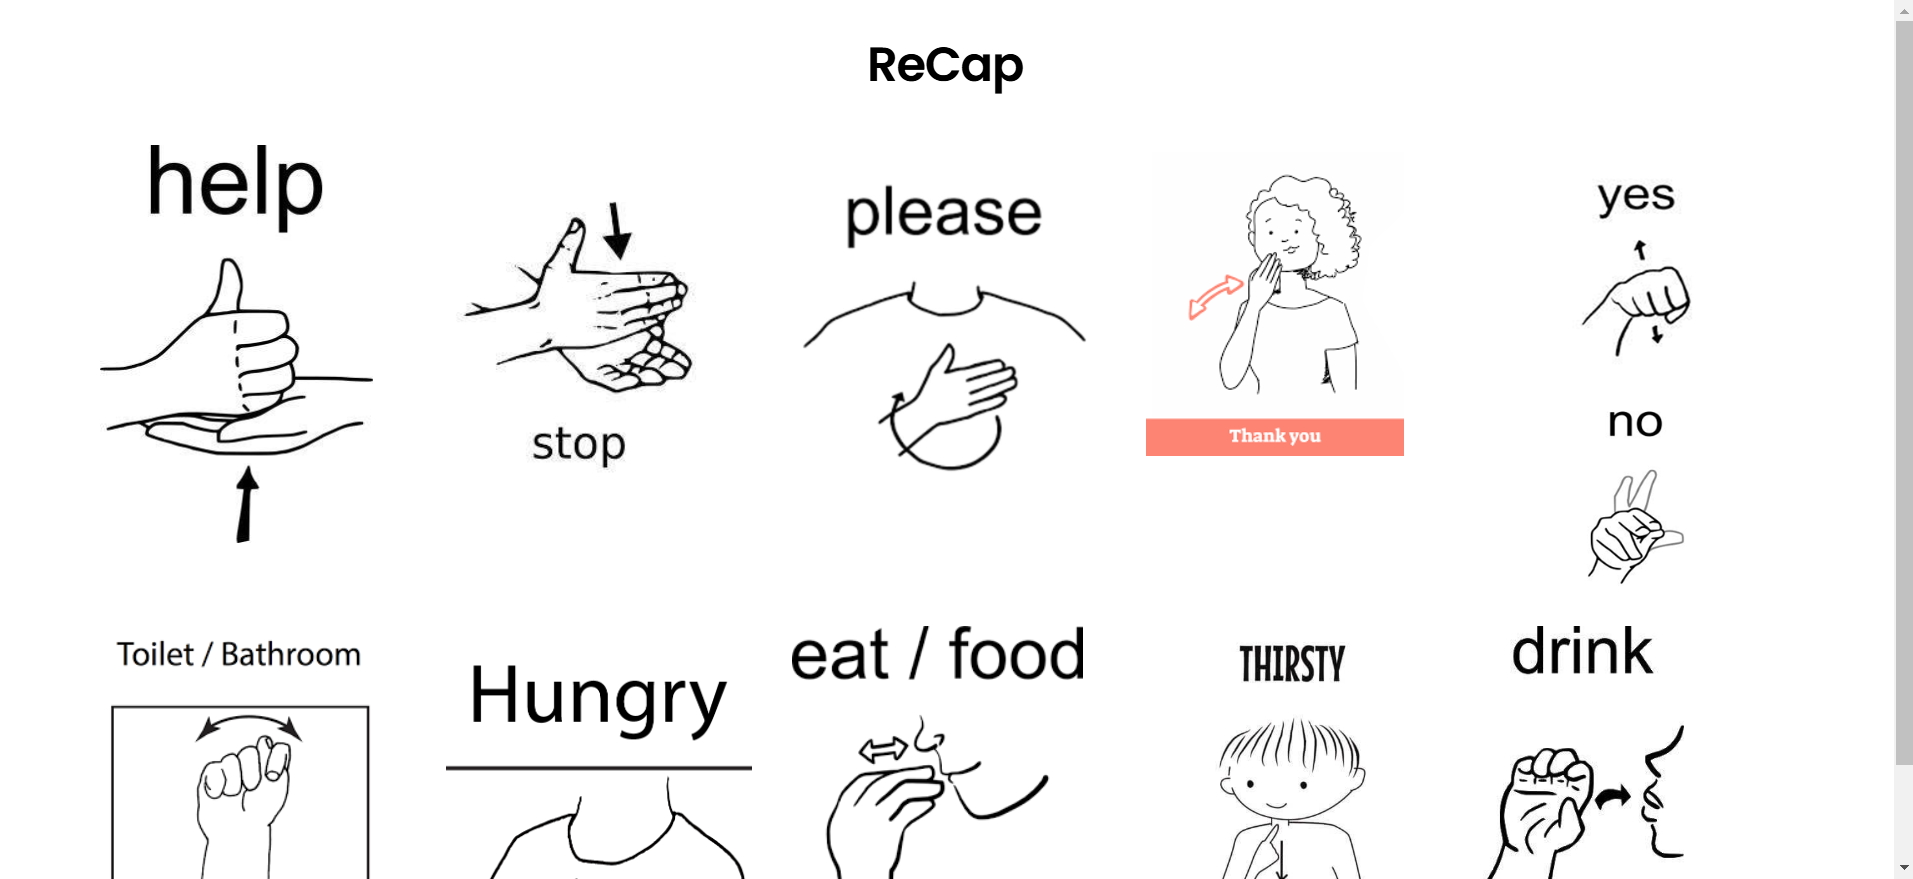 ReCap
help
stop
please
Thank you
yes
no
Toilet / Bathroom
Hungry
eat / food
THIRSTY
drink